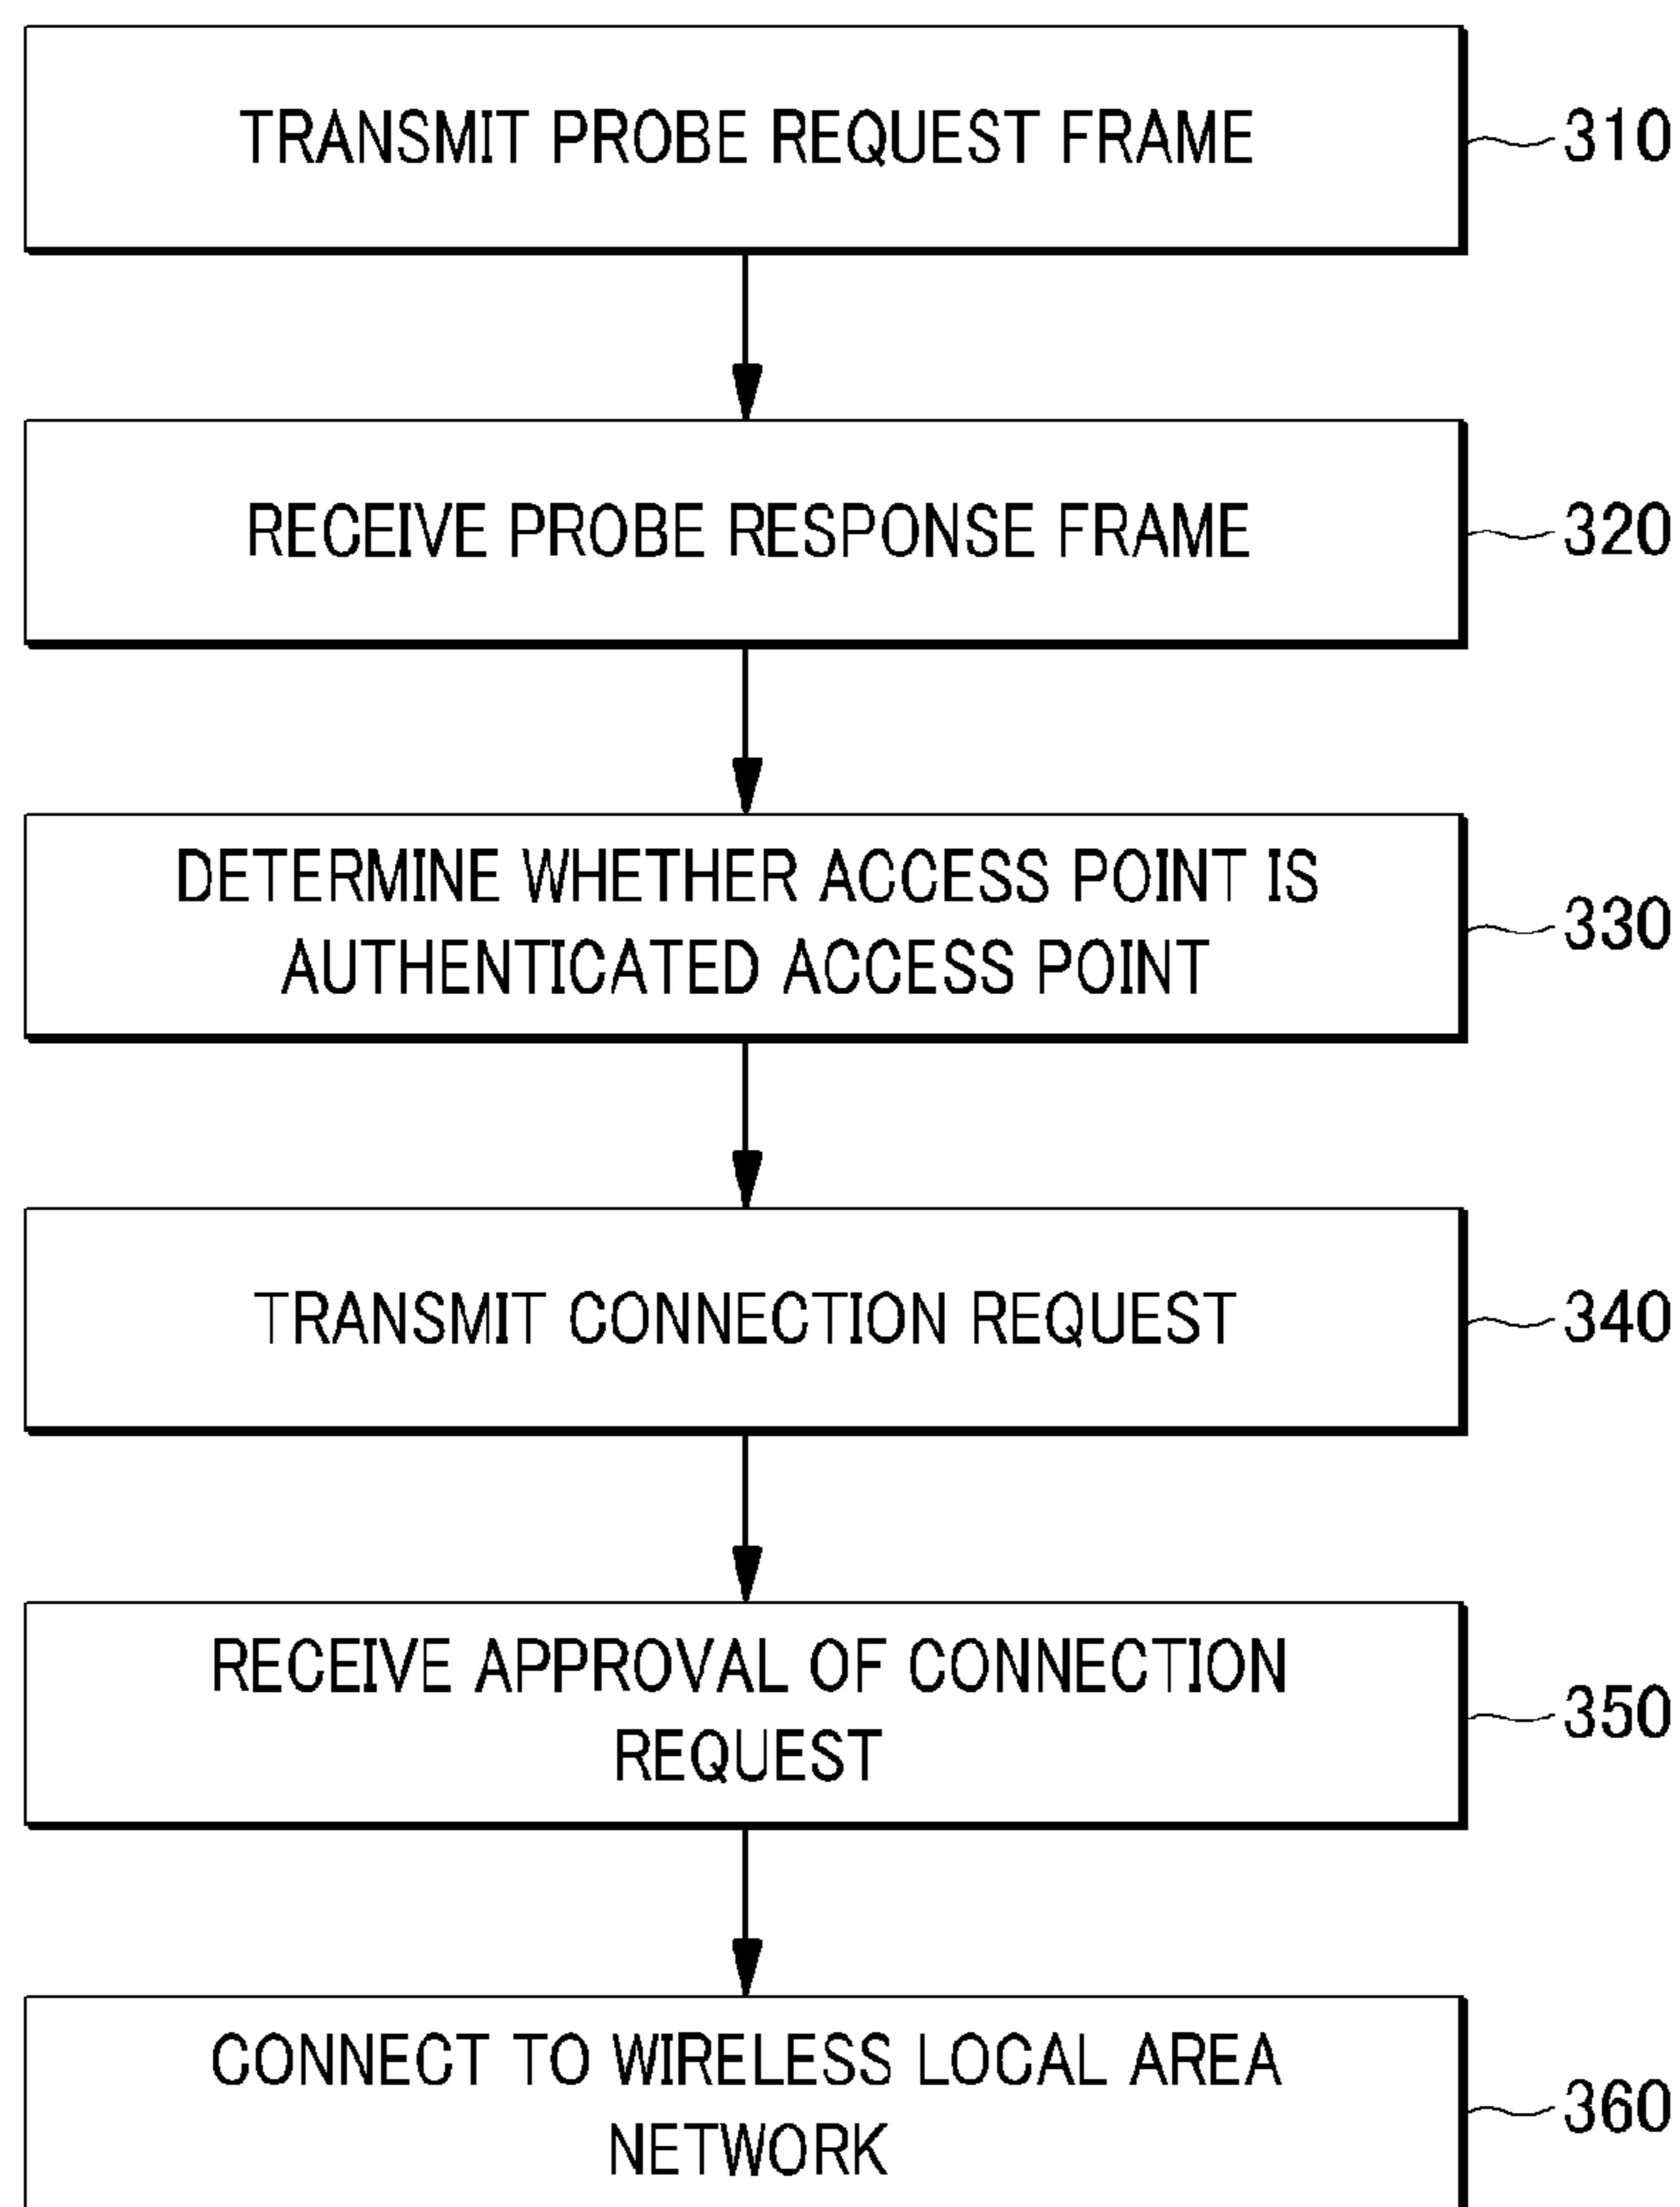 TRANSMIT PROBE REQUEST FRAME
310
RECEIVE PROBE RESPONSE FRAME
320
DETERMINE WHETHER ACCESS POINT IS
AUTHENTICATED ACCESS POINT
330
TRANSMIT CONNECTION REQUEST
340
RECEIVE APPROVAL OF CONNECTION
REQUEST
350
CONNECT TO WIRELESS LOCAL AREA
NETWORK
360